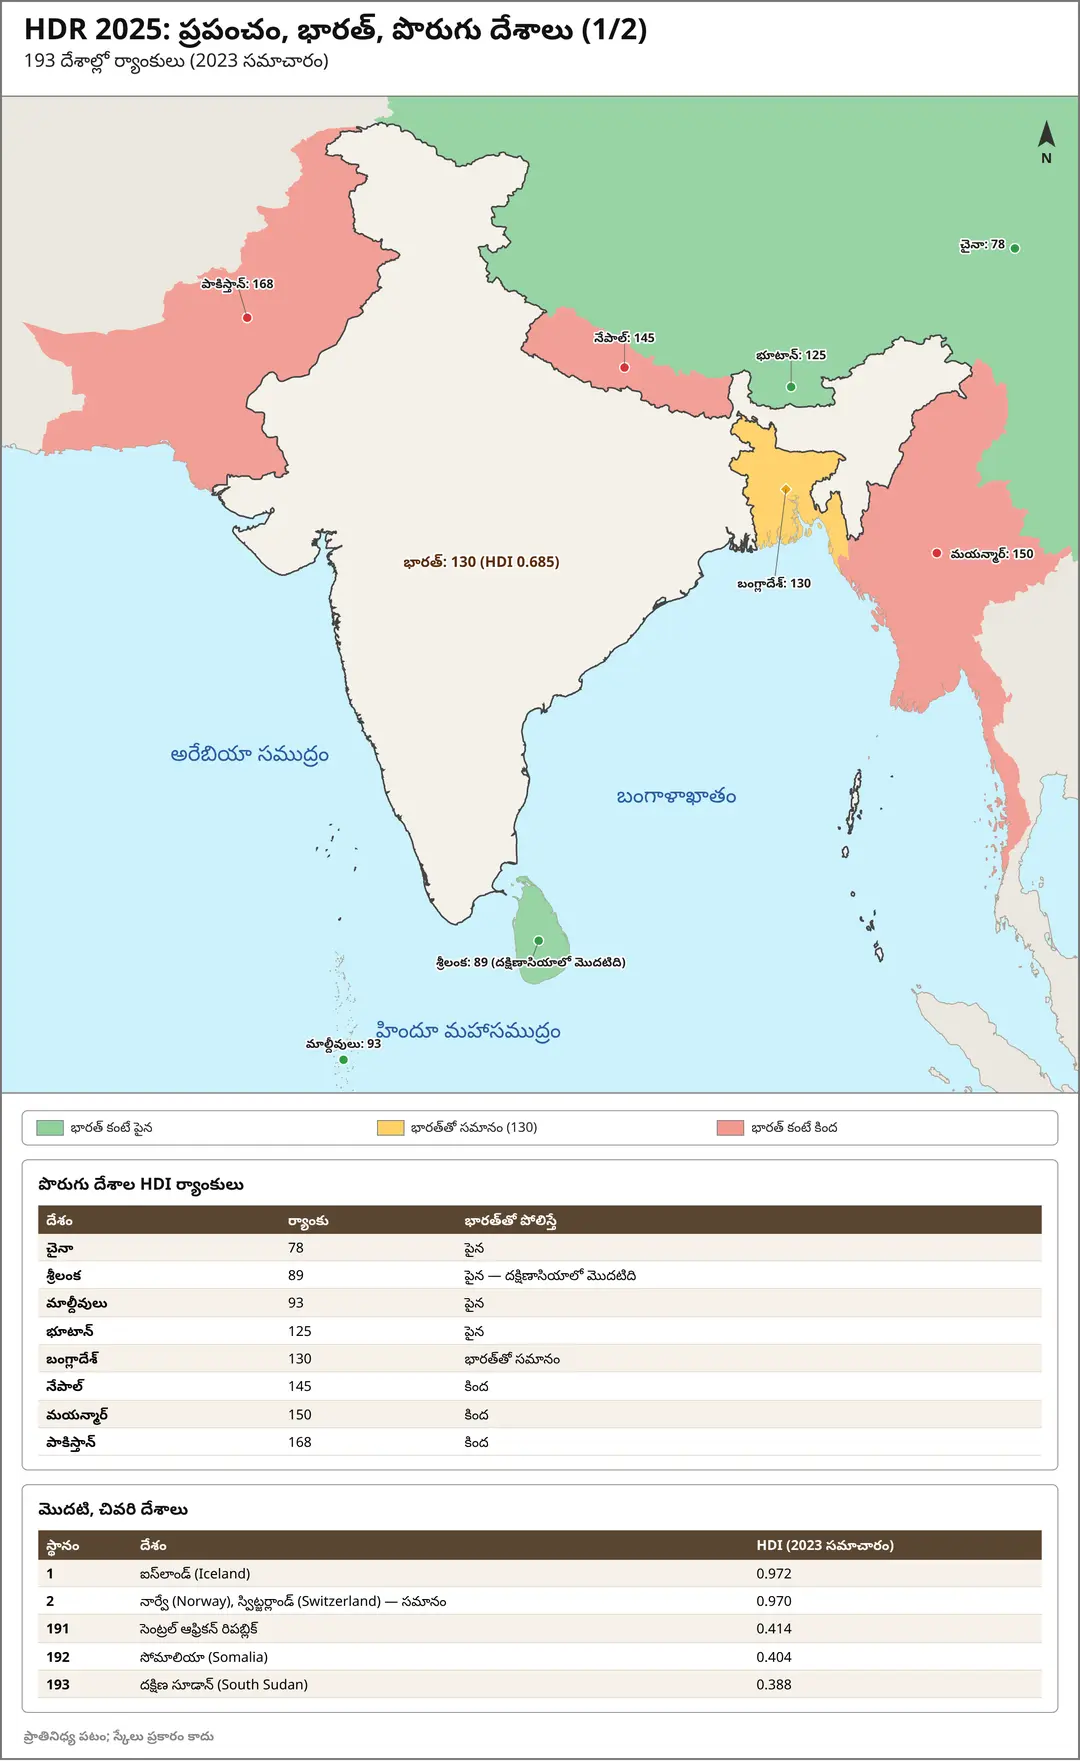 HDR 2025: ప్రపంచం, భారత్, పొరుగు దేశాలు (1/2)
193 దేశాల్లో ర్యాంకులు (2023 సమాచారం)
N
చైనా: 78
పాకిస్తాన్: 168
నేపాల్: 145
భూటాన్: 125
మయన్మార్: 150
భారత్: 130 (HDI 0.685)
బంగ్లాదేశ్: 130
అరేబియా సముద్రం
బంగాళాఖాతం
శ్రీలంక: 89 (దక్షిణాసియాలో మొదటిది)
హిందూ మహాసముద్రం
మాల్దీవులు: 93
భారత్ కంటే పైన
భారత్‌తో సమానం (130)
భారత్ కంటే కింద
పొరుగు దేశాల HDI ర్యాంకులు
దేశం ర్యాంకు భారత్‌తో పోలిస్తే
చైనా 78 పైన
శ్రీలంక 89 పైన — దక్షిణాసియాలో మొదటిది
మాల్దీవులు 93 పైన
భూటాన్ 125 పైన
బంగ్లాదేశ్ 130 భారత్‌తో సమానం
నేపాల్ 145 కింద
మయన్మార్ 150 కింద
పాకిస్తాన్ 168 కింద
మొదటి, చివరి దేశాలు
స్థానం దేశం HDI (2023 సమాచారం)
1 ఐస్‌లాండ్ (Iceland) 0.972
2 నార్వే (Norway), స్విట్జర్లాండ్ (Switzerland) — సమానం 0.970
191 సెంట్రల్ ఆఫ్రికన్ రిపబ్లిక్ 0.414
192 సోమాలియా (Somalia) 0.404
193 దక్షిణ సూడాన్ (South Sudan) 0.388
ప్రాతినిధ్య పటం; స్కేలు ప్రకారం కాదు